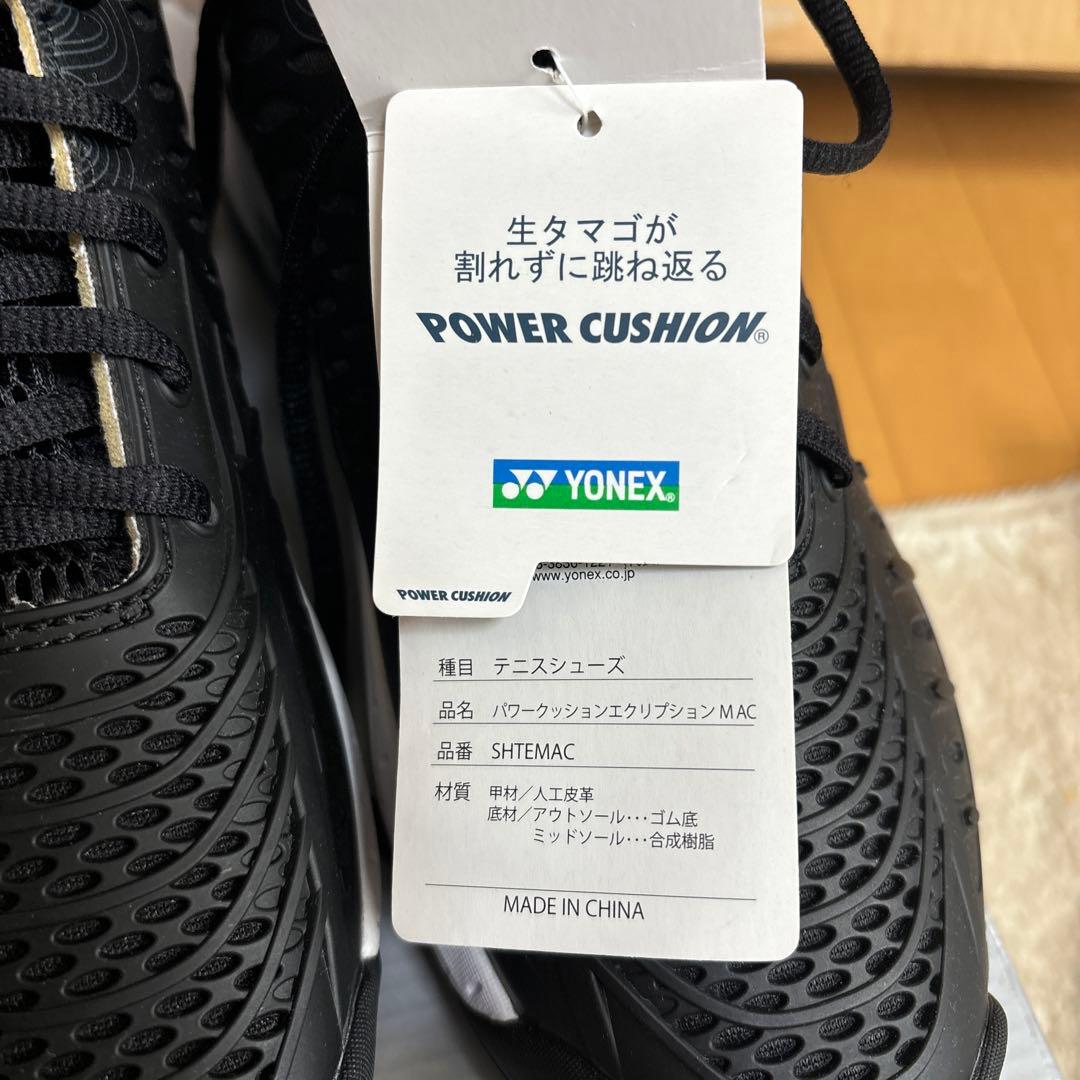 生タマゴが
割れずに跳ね返る
POWER CUSHION®
YONEX®
POWER CUSHION
www.yonex.co.jp
種目 テニスシューズ
品名 パワークッションエクリプション M AC
品番 SHTEMAC
材質 甲材／人工皮革
底材／アウトソール･･･ゴム底
ミッドソール･･･合成樹脂
MADE IN CHINA